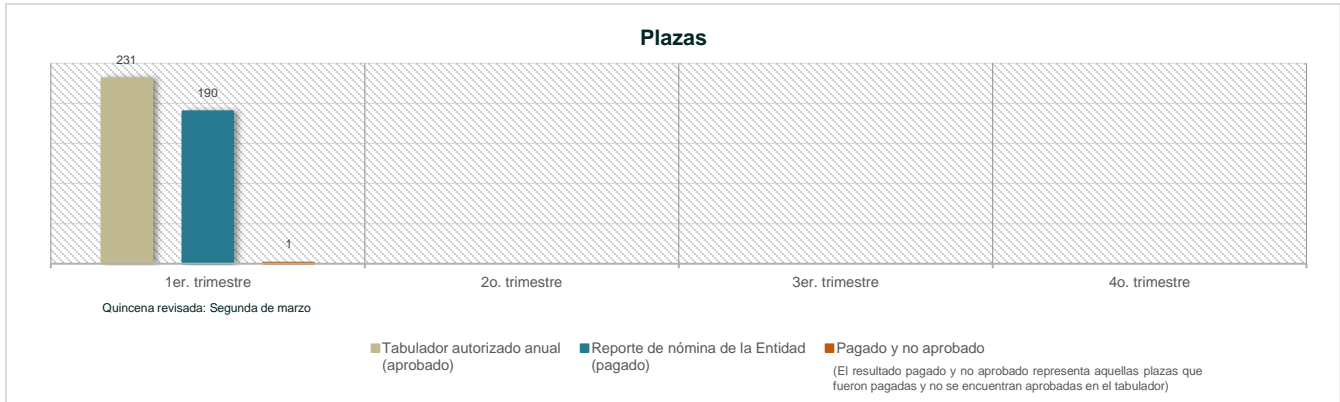 Plazas
231
190
1
1er. trimestre
2o. trimestre
3er. trimestre
4o. trimestre
Quincena revisada: Segunda de marzo
Tabulador autorizado anual
(aprobado)
Reporte de nómina de la Entidad
(pagado)
Pagado y no aprobado
(El resultado pagado y no aprobado representa aquellas plazas que
fueron pagadas y no se encuentran aprobadas en el tabulador)